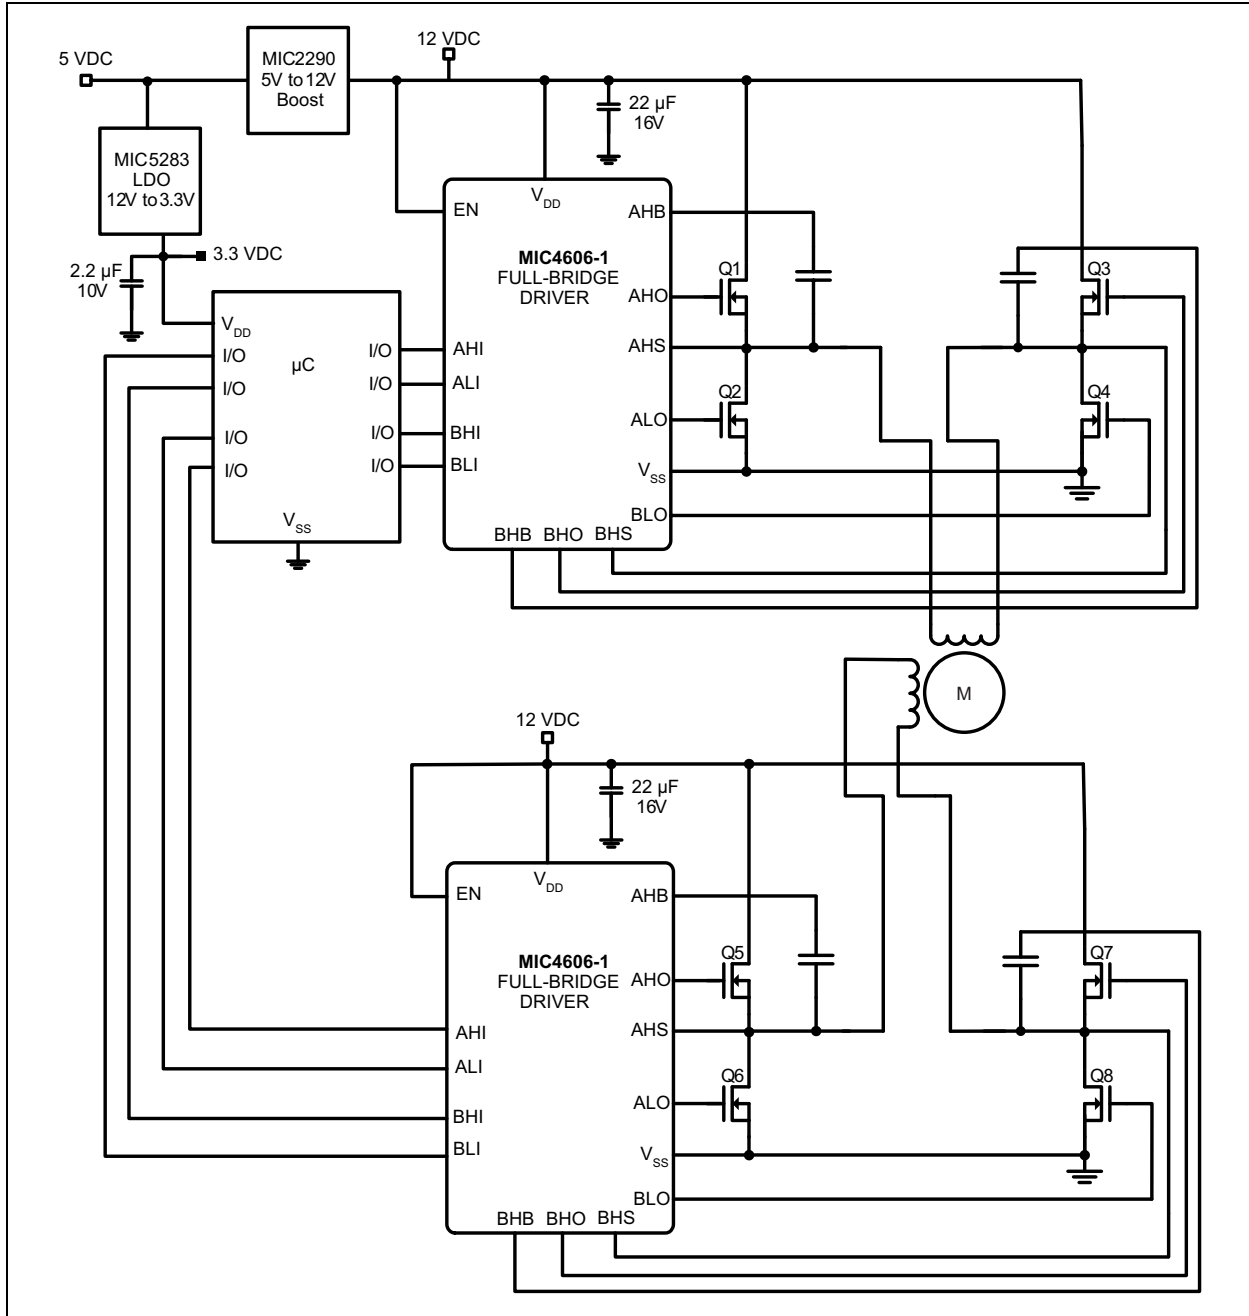 5 VDC
MIC2290
5V to 12V
Boost
12 VDC
22 µF
16V
MIC5283
LDO
12V to 3.3V
3.3 VDC
2.2 µF
10V
EN
VDD
AHB
MIC4606-1
FULL-BRIDGE
DRIVER
AHO
AHS
ALO
VSS
BLO
AHI
ALI
BHI
BLI
BHB
BHO
BHS
Q1
Q2
Q3
Q4
VDD
I/O
I/O
I/O
I/O
µC
I/O
I/O
I/O
I/O
VSS
M
12 VDC
22 µF
16V
EN
VDD
AHB
MIC4606-1
FULL-BRIDGE
DRIVER
AHO
AHS
ALO
VSS
BLO
AHI
ALI
BHI
BLI
BHB
BHO
BHS
Q5
Q6
Q7
Q8